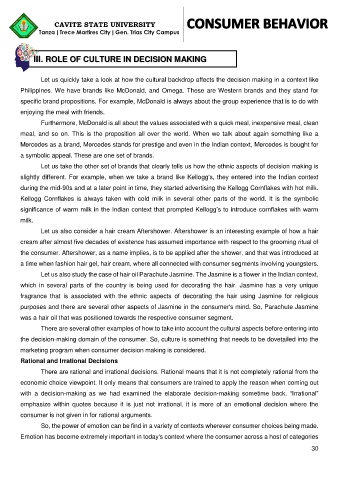 CAVITE STATE UNIVERSITY
Tanza | Trece Martires City | Gen. Trias City Campus
CONSUMER BEHAVIOR
III. ROLE OF CULTURE IN DECISION MAKING
Let us quickly take a look at how the cultural backdrop affects the decision making in a context like
Philippines. We have brands like McDonald, and Omega. These are Western brands and they stand for
specific brand propositions. For example, McDonald is always about the group experience that is to do with
enjoying the meal with friends.
Furthermore, McDonald is all about the values associated with a quick meal, inexpensive meal, clean
meal, and so on. This is the proposition all over the world. When we talk about again something like a
Mercedes as a brand, Mercedes stands for prestige and even in the Indian context, Mercedes is bought for
a symbolic appeal. These are one set of brands.
Let us take the other set of brands that clearly tells us how the ethnic aspects of decision making is
slightly different. For example, when we take a brand like Kellogg's, they entered into the Indian context
during the mid-90s and at a later point in time, they started advertising the Kellogg Cornflakes with hot milk.
Kellogg Cornflakes is always taken with cold milk in several other parts of the world. It is the symbolic
significance of warm milk in the Indian context that prompted Kellogg's to introduce cornflakes with warm
milk.
Let us also consider a hair cream Aftershower. Aftershower is an interesting example of how a hair
cream after almost five decades of existence has assumed importance with respect to the grooming ritual of
the consumer. Aftershower, as a name implies, is to be applied after the shower, and that was introduced at
a time when fashion hair gel, hair cream, where all connected with consumer segments involving youngsters.
Let us also study the case of hair oil Parachute Jasmine. The Jasmine is a flower in the Indian context,
which in several parts of the country is being used for decorating the hair. Jasmine has a very unique
fragrance that is associated with the ethnic aspects of decorating the hair using Jasmine for religious
purposes and there are several other aspects of Jasmine in the consumer's mind. So, Parachute Jasmine
was a hair oil that was positioned towards the respective consumer segment.
There are several other examples of how to take into account the cultural aspects before entering into
the decision-making domain of the consumer. So, culture is something that needs to be dovetailed into the
marketing program when consumer decision making is considered.
Rational and Irrational Decisions
There are rational and irrational decisions. Rational means that it is not completely rational from the
economic choice viewpoint. It only means that consumers are trained to apply the reason when coming out
with a decision-making as we had examined the elaborate decision-making sometime back. "Irrational"
emphasize within quotes because it is just not irrational, it is more of an emotional decision where the
consumer is not given in for rational arguments.
So, the power of emotion can be find in a variety of contexts wherever consumer choices being made.
Emotion has become extremely important in today's context where the consumer across a host of categories
30